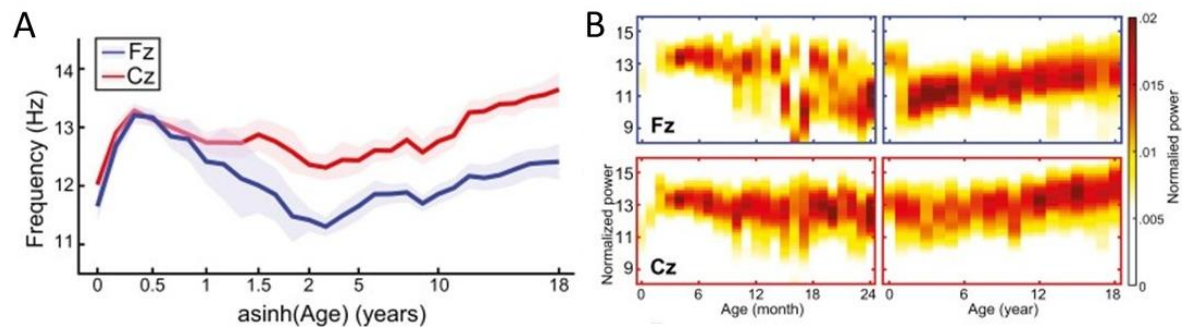 A
Fz
Cz
Frequency (Hz)
14
13
12
11
0
0.5
1
1.5
2
5
10
18
asinh(Age) (years)
B
15
13
11
9
Fz
15
13
11
9
Cz
Normalized power
0
6
12
18
24
Age (month)
0
6
12
18
Age (year)
.02
.015
.01
.005
0
Normalied power